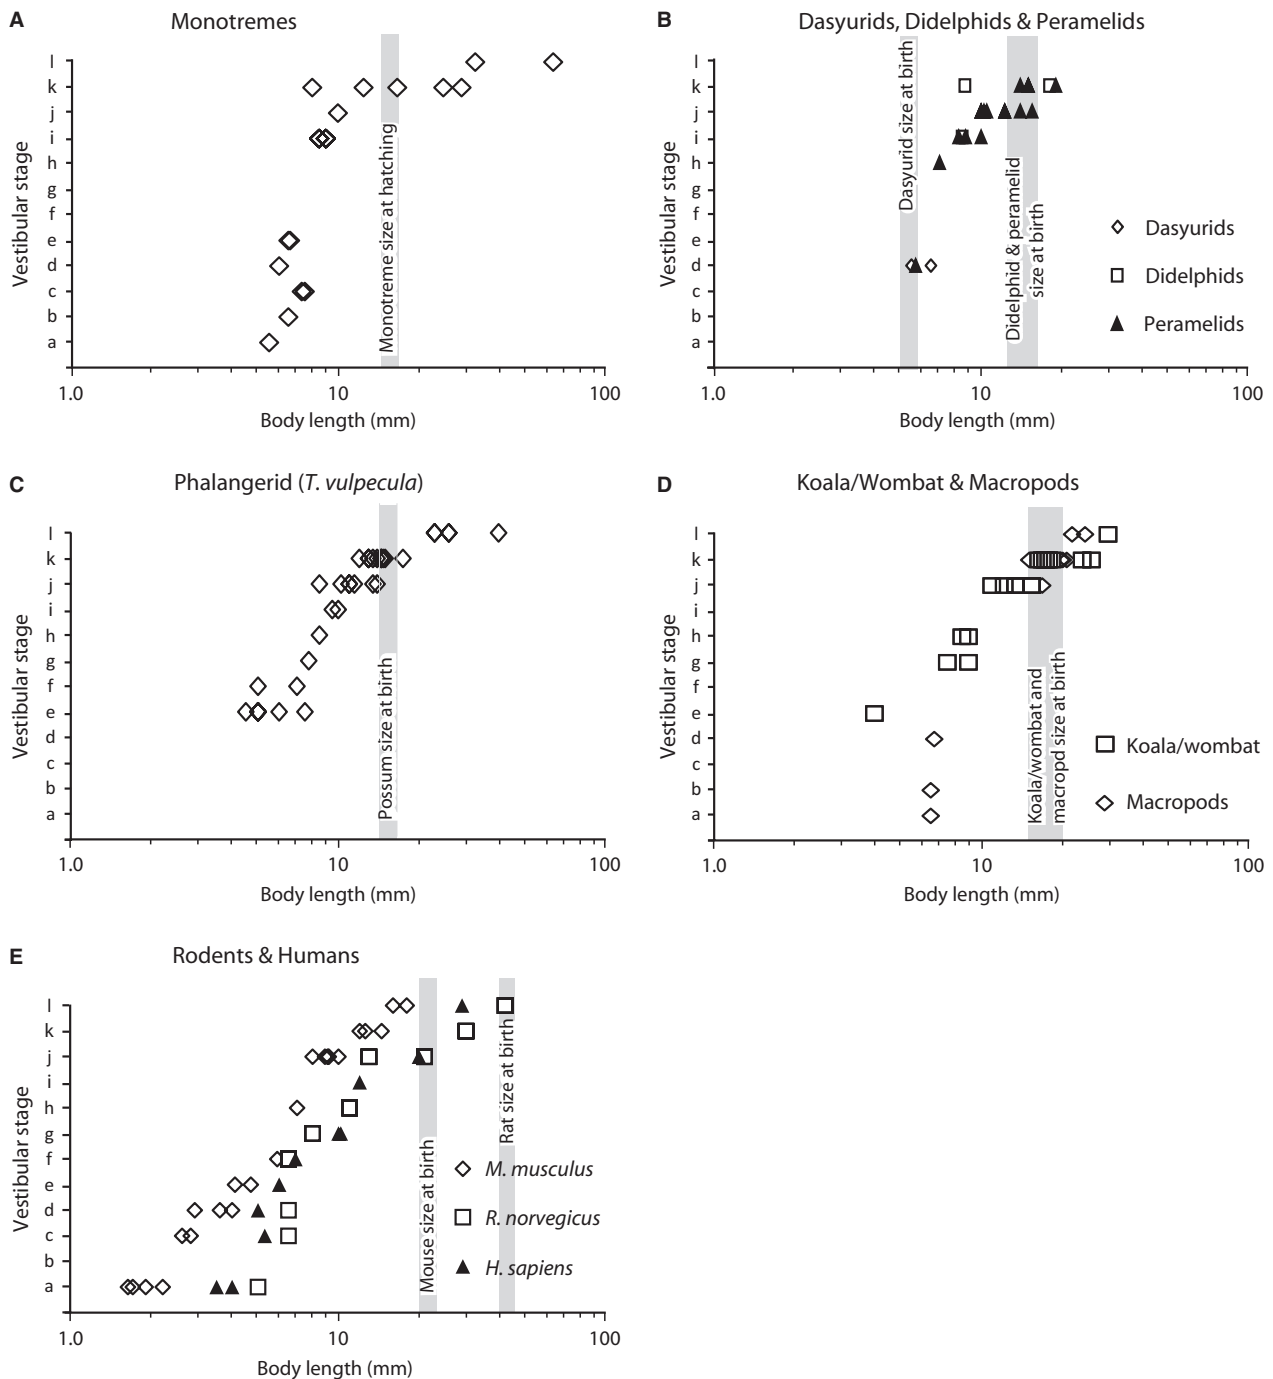 A
Monotremes
l
k
j
i
h
g
f
e
d
c
b
a
Vestibular stage
Monotreme size at hatching
1.0
10
100
Body length (mm)
B
Dasyurids, Didelphids & Peramelids
l
k
j
i
h
g
f
e
d
c
b
a
Vestibular stage
Dasyurid size at birth
Didelphid & peramelid
size at birth
Dasyurids
Didelphids
Peramelids
1.0
10
100
Body length (mm)
C
Phalangerid (T. vulpecula)
l
k
j
i
h
g
f
e
d
c
b
a
Vestibular stage
Possum size at birth
1.0
10
100
Body length (mm)
D
Koala/Wombat & Macropods
l
k
j
i
h
g
f
e
d
c
b
a
Vestibular stage
Koala/wombat and
macropd size at birth
Koala/wombat
Macropods
1.0
10
100
Body length (mm)
E
Rodents & Humans
l
k
j
i
h
g
f
e
d
c
b
a
Vestibular stage
Mouse size at birth
Rat size at birth
M. musculus
R. norvegicus
H. sapiens
1.0
10
100
Body length (mm)